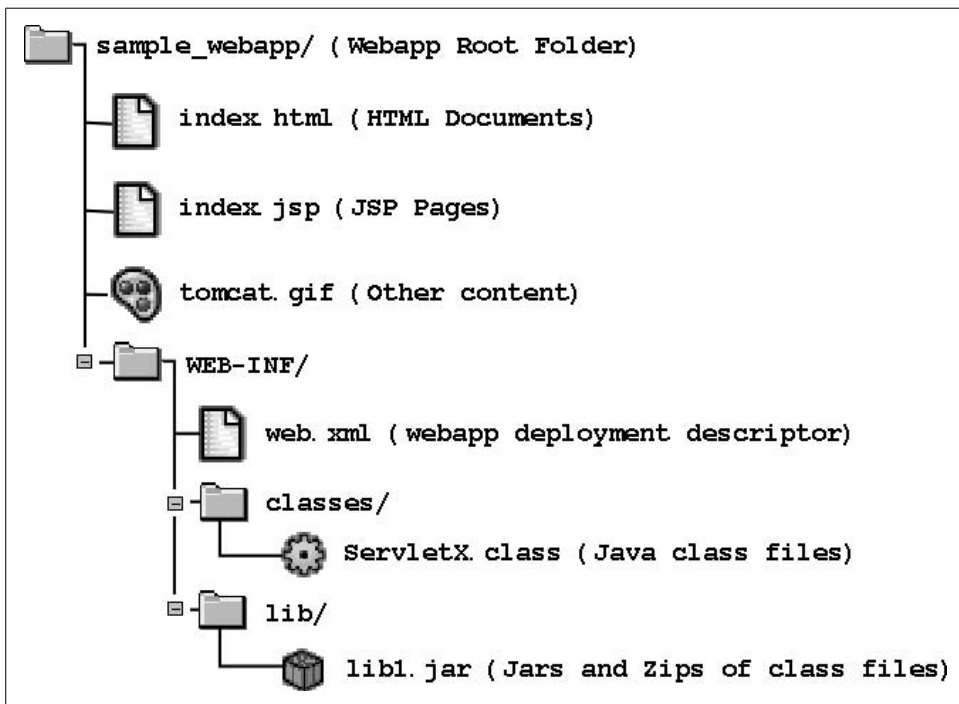 sample_webapp/ (Webapp Root Folder)
index.html (HTML Documents)
index.jsp (JSP Pages)
tomcat.gif (Other content)
WEB-INF/
web.xml (webapp deployment descriptor)
classes/
ServletX.class (Java class files)
lib/
lib1.jar (Jars and Zips of class files)